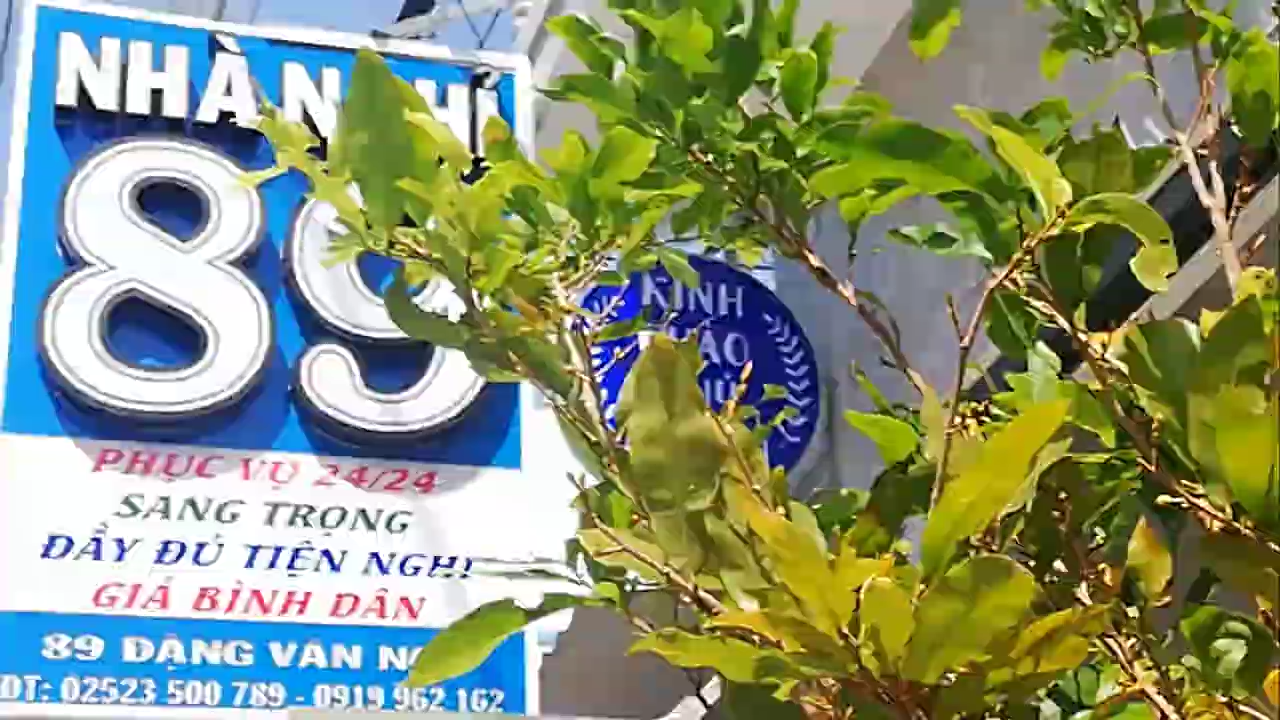 NHÀ NGHỈ
89
PHỤC VỤ 24/24
SANG TRỌNG
ĐẦY ĐỦ TIỆN NGHI
GIÁ BÌNH DÂN
89 ĐẶNG VĂN
ĐT: 02523 500 789 - 0919 962 162
KÍNH